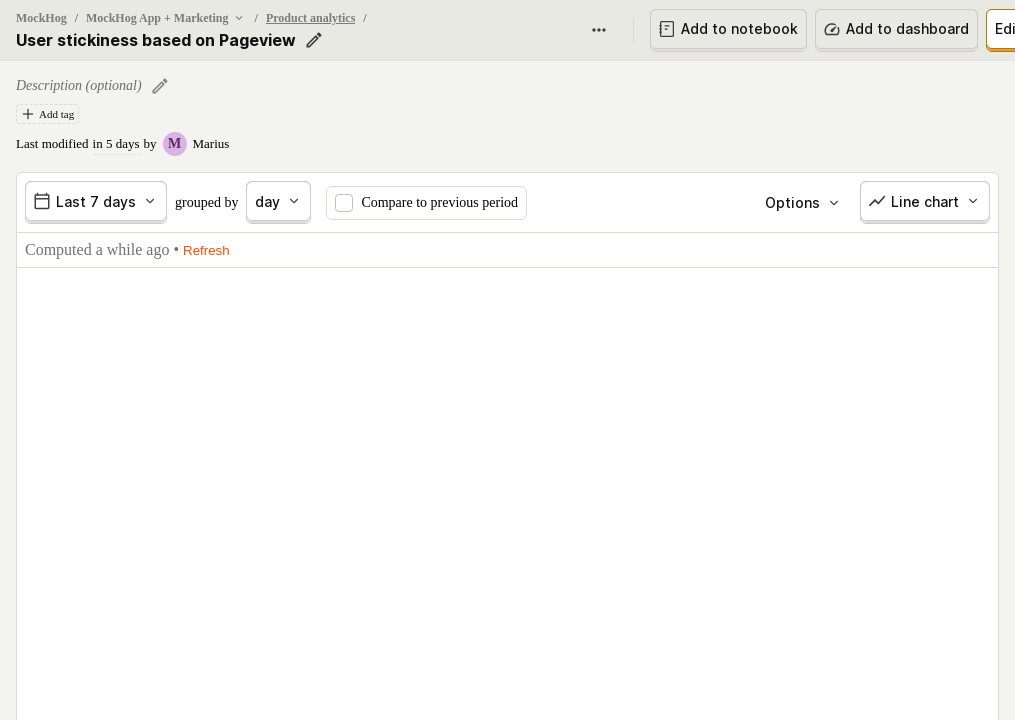 MockHog / MockHog App + Marketing / Product analytics /
User stickiness based on Pageview
Add to notebook
Add to dashboard
Edi
Description (optional)
Add tag
Last modified in 5 days by M Marius
Last 7 days grouped by day Compare to previous period Options Line chart
Computed a while ago • Refresh